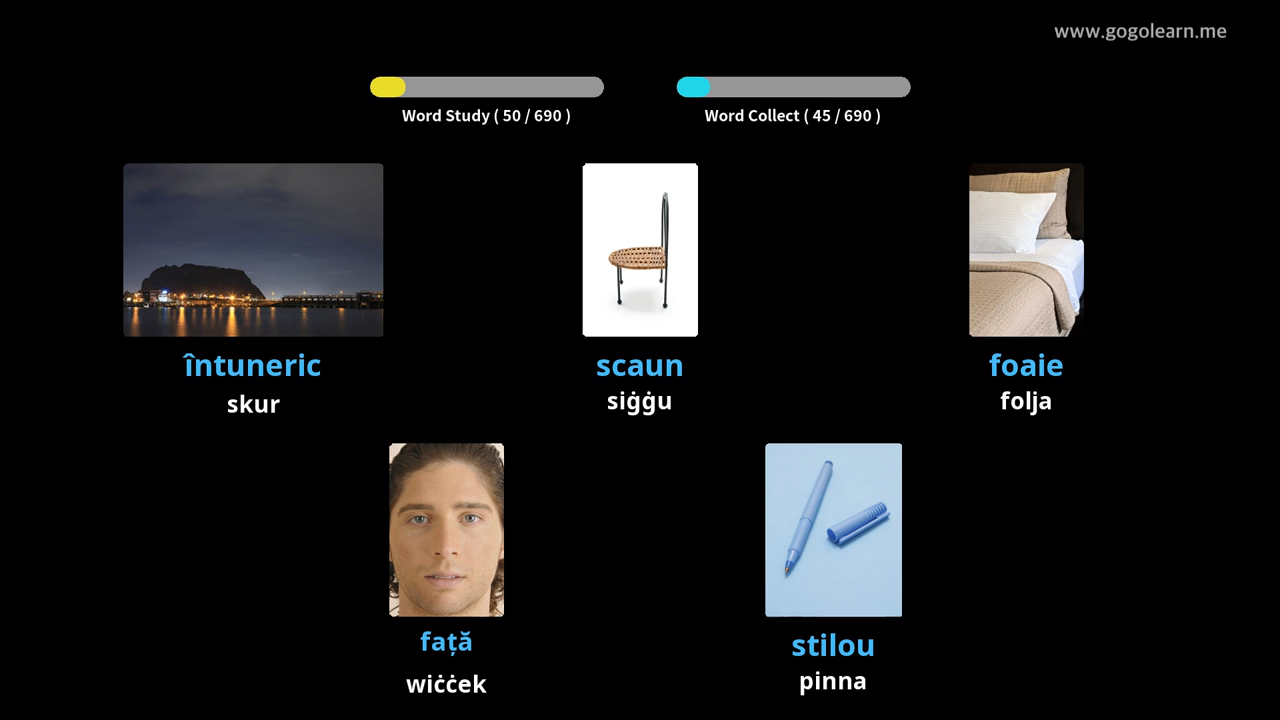 www.gogolearn.me
Word Study ( 50 / 690 )
Word Collect ( 45 / 690 )
întuneric
skur
scaun
siġġu
foaie
folja
față
wiċċek
stilou
pinna